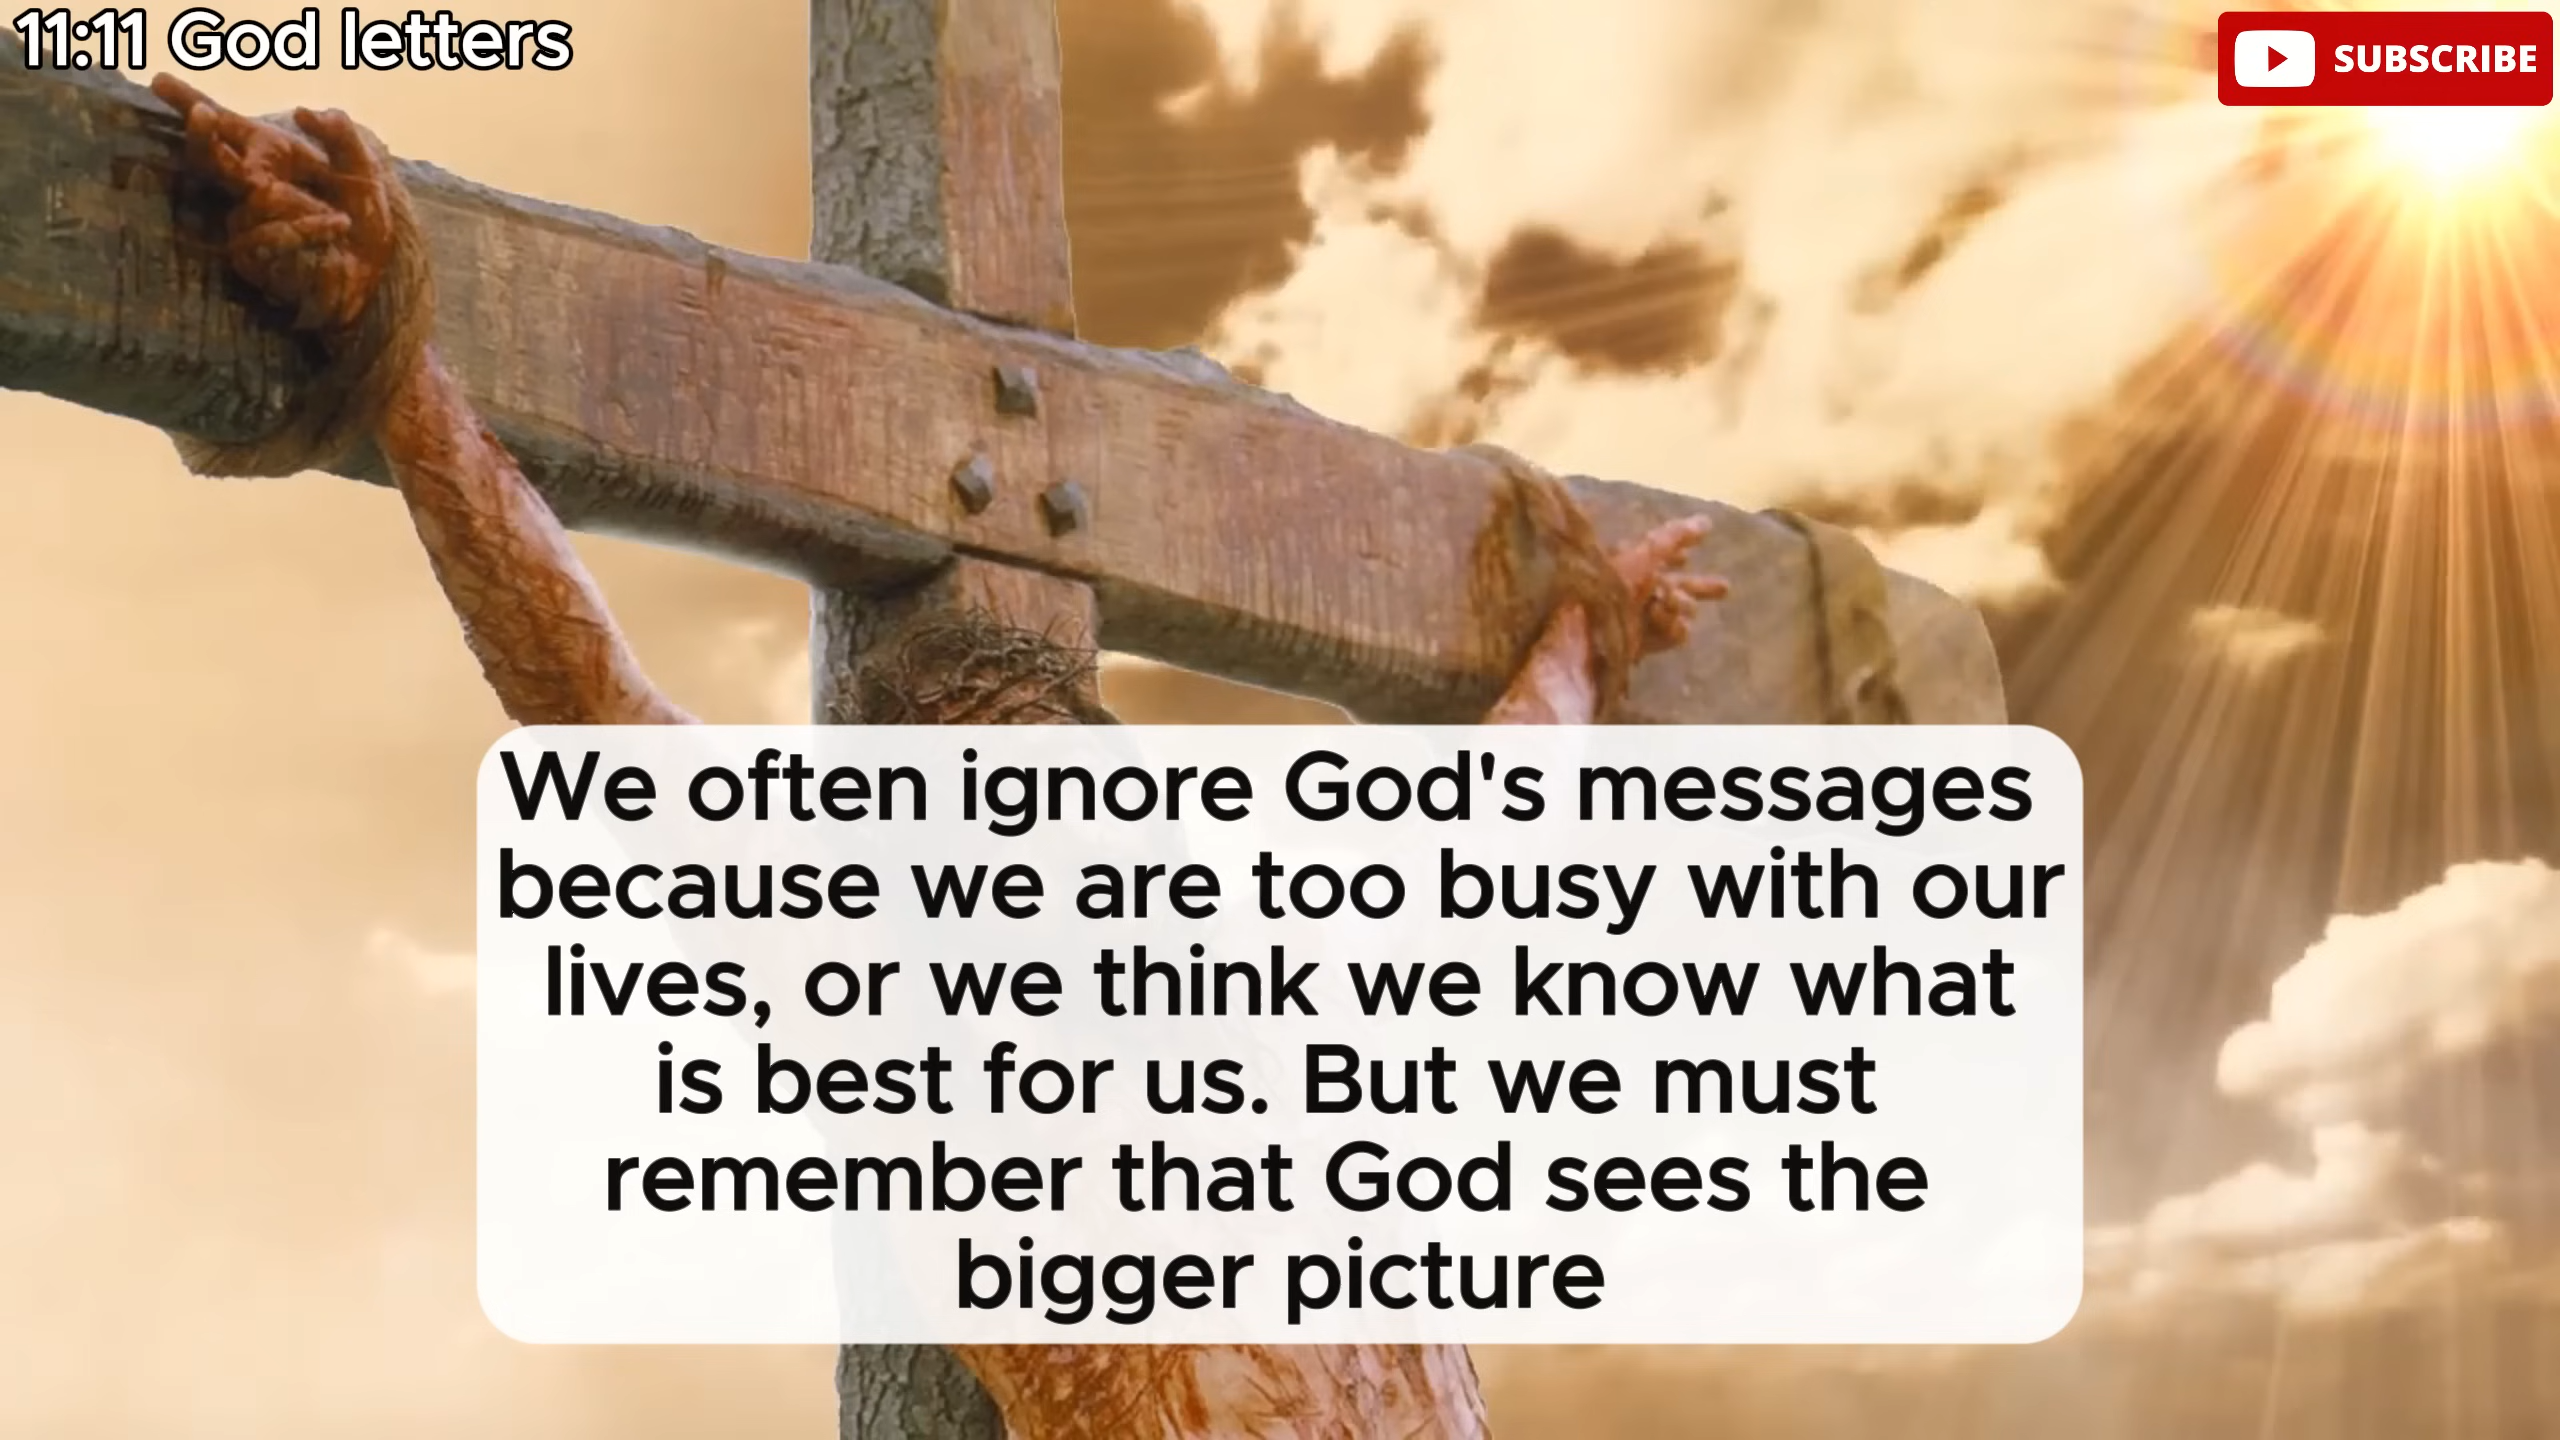 11:11 God letters
SUBSCRIBE
We often ignore God's messages
because we are too busy with our
lives, or we think we know what
is best for us. But we must
remember that God sees the
bigger picture